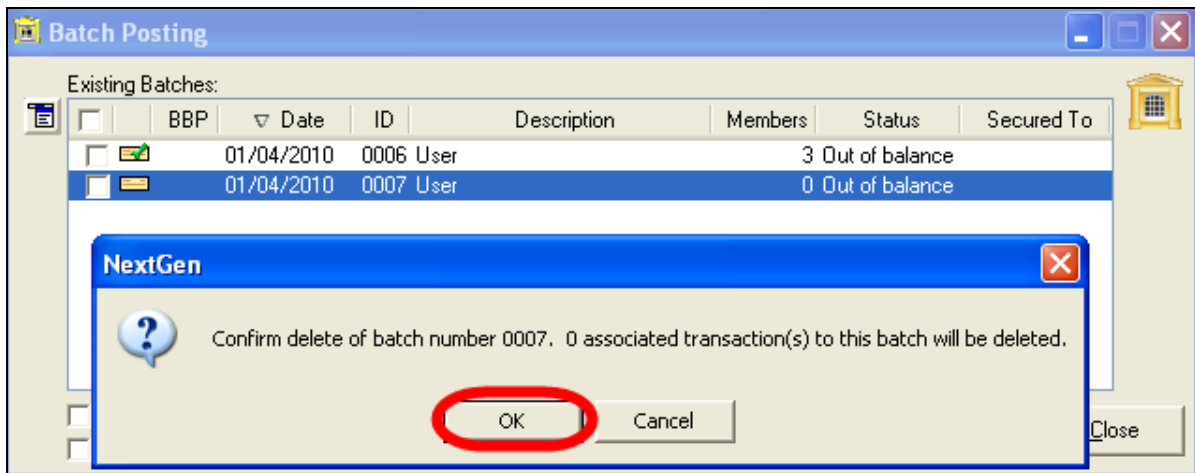 Batch Posting
Existing Batches:
BBP Date ID Description Members Status Secured To
01/04/2010 0006 User 3 Out of balance
01/04/2010 0007 User 0 Out of balance
NextGen
Confirm delete of batch number 0007. 0 associated transaction(s) to this batch will be deleted.
OK Cancel
Close